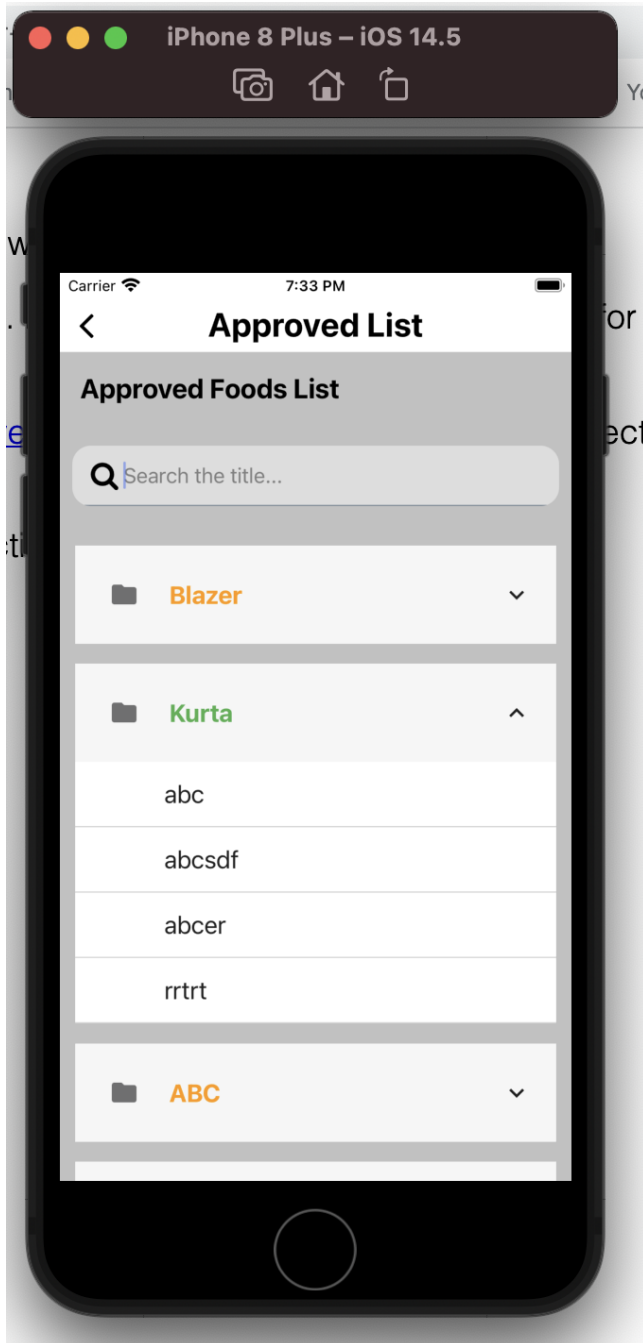 iPhone 8 Plus – iOS 14.5
Carrier 7:33 PM
Approved List
for
Approved Foods List
Search the title...
Blazer
Kurta
abc
abcsdf
abcer
rrtrt
ABC